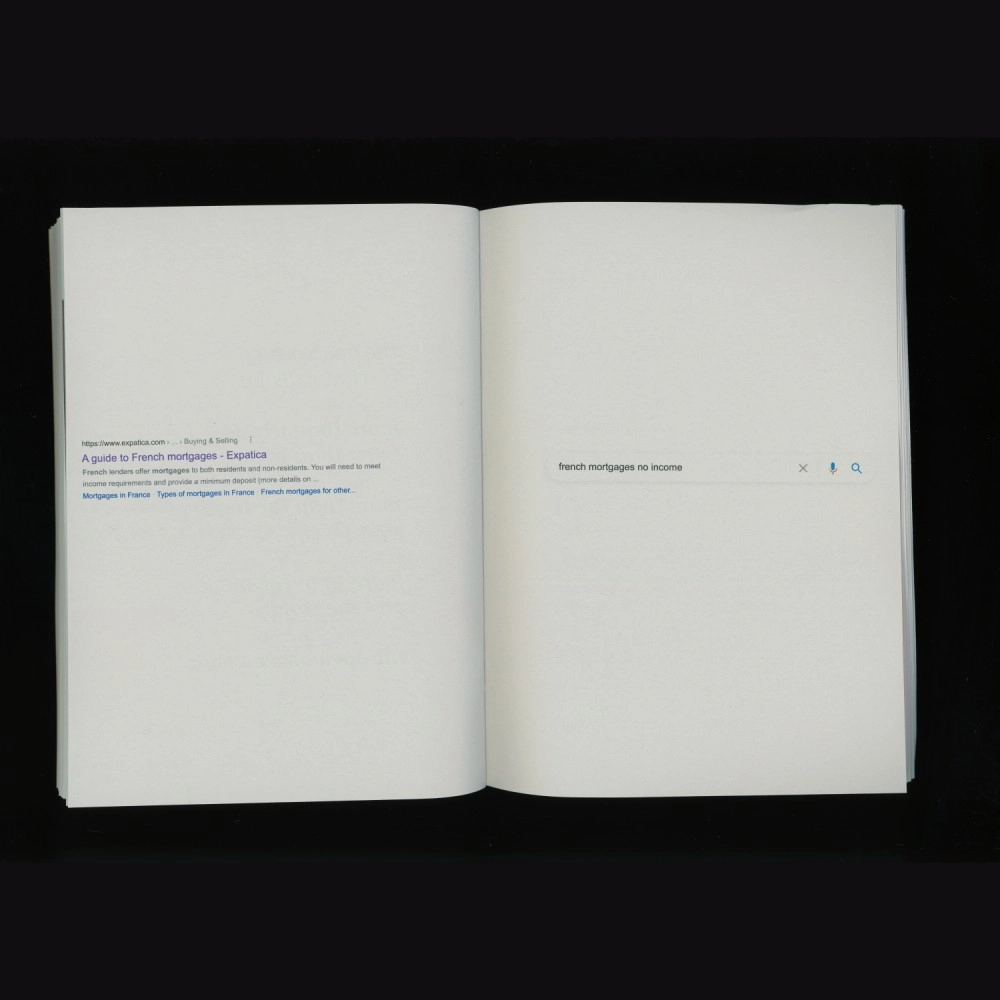 https://www.expatica.com › ... › Buying & Selling ⋮
A guide to French mortgages - Expatica
French lenders offer mortgages to both residents and non-residents. You will need to meet
income requirements and provide a minimum deposit (more details on ...
Mortgages in France · Types of mortgages in France · French mortgages for other...
french mortgages no income